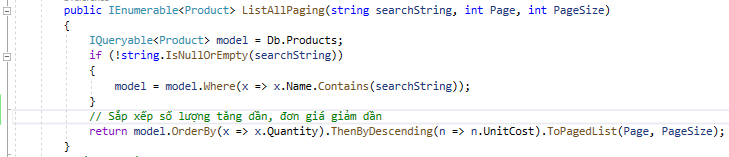 public IEnumerable<Product> ListAllPaging(string searchString, int Page, int PageSize)
{
IQueryable<Product> model = Db.Products;
if (!string.IsNullOrEmpty(searchString))
{
model = model.Where(x => x.Name.Contains(searchString));
}
// Sắp xếp số lượng tăng dần, đơn giá giảm dần
return model.OrderBy(x => x.Quantity).ThenByDescending(n => n.UnitCost).ToPagedList(Page, PageSize);
}